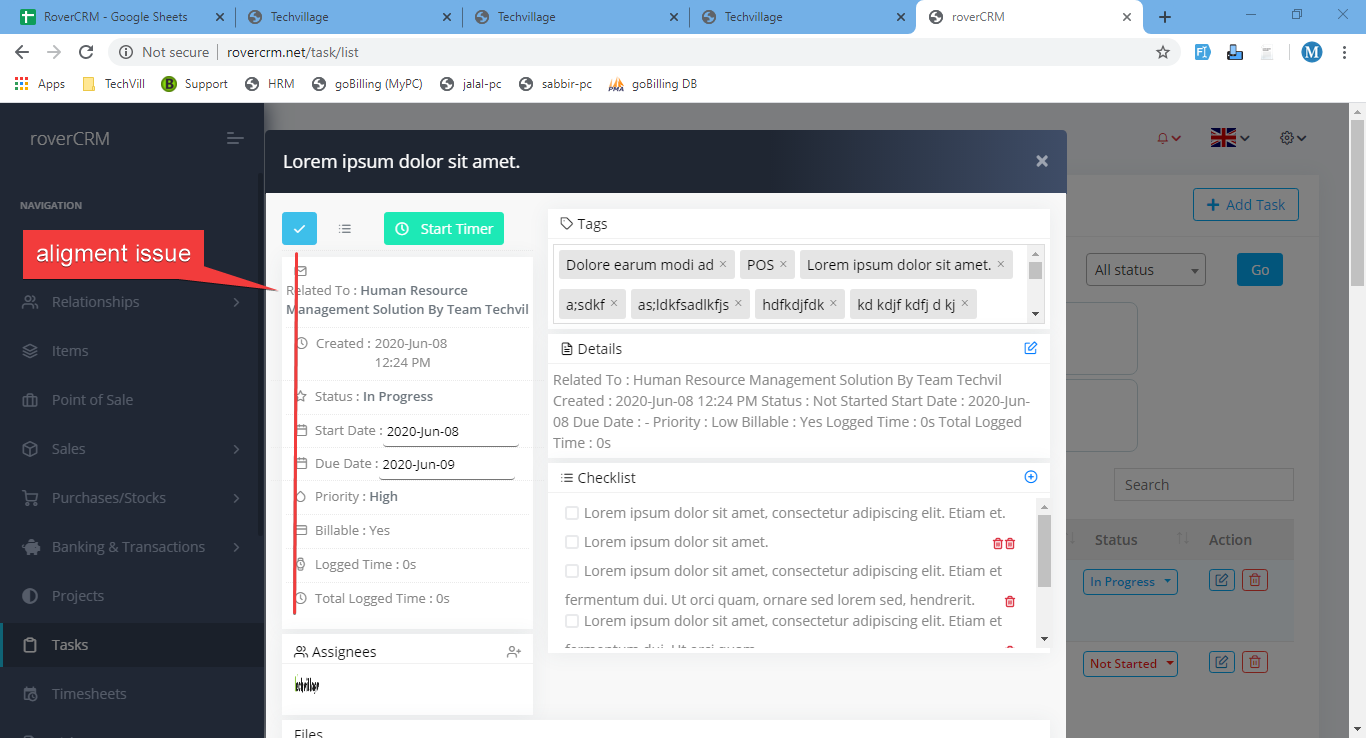 RoverCRM - Google Sheets
Techvillage
Techvillage
Techvillage
roverCRM
Not secure
rovercrm.net/task/list
M
Apps
TechVill
B
Support
HRM
goBilling (MyPC)
jalal-pc
sabbir-pc
PMA
goBilling DB
roverCRM
NAVIGATION
aligment issue
Relationships
Items
Point of Sale
Sales
Purchases/Stocks
Banking & Transactions
Projects
Tasks
Timesheets
Lorem ipsum dolor sit amet.
Start Timer
Related To : Human Resource
Management Solution By Team Techvil
Created : 2020-Jun-08
12:24 PM
Status : In Progress
Start Date : 2020-Jun-08
Due Date : 2020-Jun-09
Priority : High
Billable : Yes
Logged Time : 0s
Total Logged Time : 0s
Assignees
techvillage
Files
Tags
Dolore earum modi ad × POS × Lorem ipsum dolor sit amet. ×
a;sdkf × as;ldkfsadlkfjs × hdfkdjfdk × kd kdjf kdfj d kj ×
Details
Related To : Human Resource Management Solution By Team Techvil
Created : 2020-Jun-08 12:24 PM Status : Not Started Start Date : 2020-Jun-
08 Due Date : - Priority : Low Billable : Yes Logged Time : 0s Total Logged
Time : 0s
Checklist
Lorem ipsum dolor sit amet, consectetur adipiscing elit. Etiam et.
Lorem ipsum dolor sit amet.
Lorem ipsum dolor sit amet, consectetur adipiscing elit. Etiam et
fermentum dui. Ut orci quam, ornare sed lorem sed, hendrerit.
Lorem ipsum dolor sit amet, consectetur adipiscing elit. Etiam et
fermentum dui. Ut orci quam
Add Task
All status
Go
Search
Status
Action
In Progress
Not Started